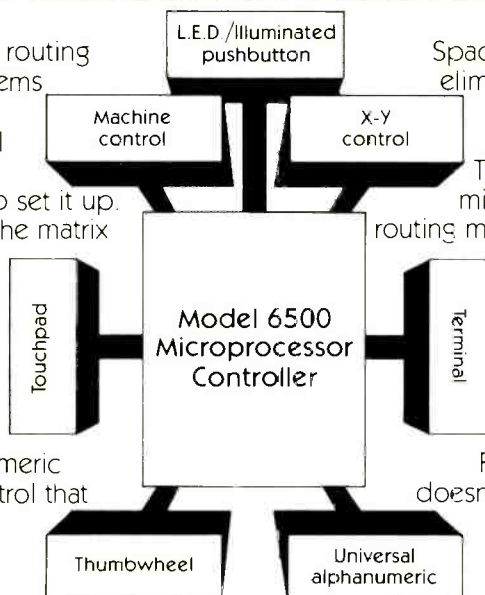 routing
ems
l
o set it up.
he matrix
meric
trol that
L.E.D./Illuminated
pushbutton
Machine
control
X-Y
control
Touchpad
Model 6500
Microprocessor
Controller
Terminal
Thumbwheel
Universal
alphanumeric
Spac
elim
T
mi
routing m
F
doesn